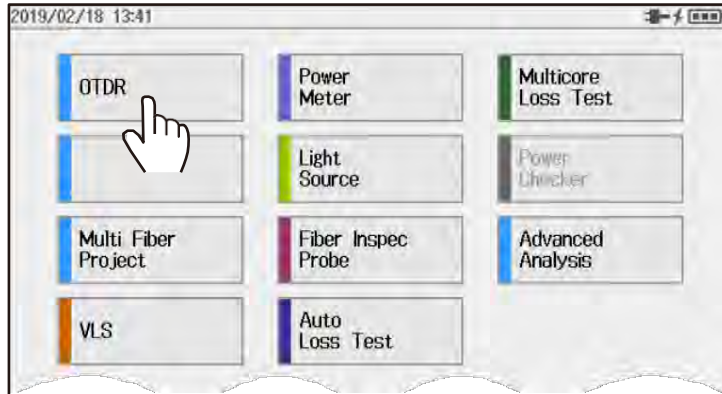 2019/02/18 13:41
OTDR
Power
Meter
Multicore
Loss Test
Light
Source
Power
Checker
Multi Fiber
Project
Fiber Inspec
Probe
Advanced
Analysis
VLS
Auto
Loss Test